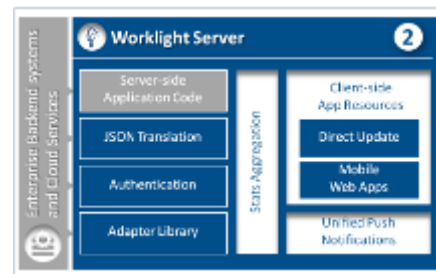 Worklight Server
2
Enterprise Backend systems
and Cloud Services
Server-side
Application Code
JSON Translation
Authentication
Adapter Library
Stats Aggregation
Client-side
App Resources
Direct Update
Mobile
Web Apps
Unified Push
Notifications